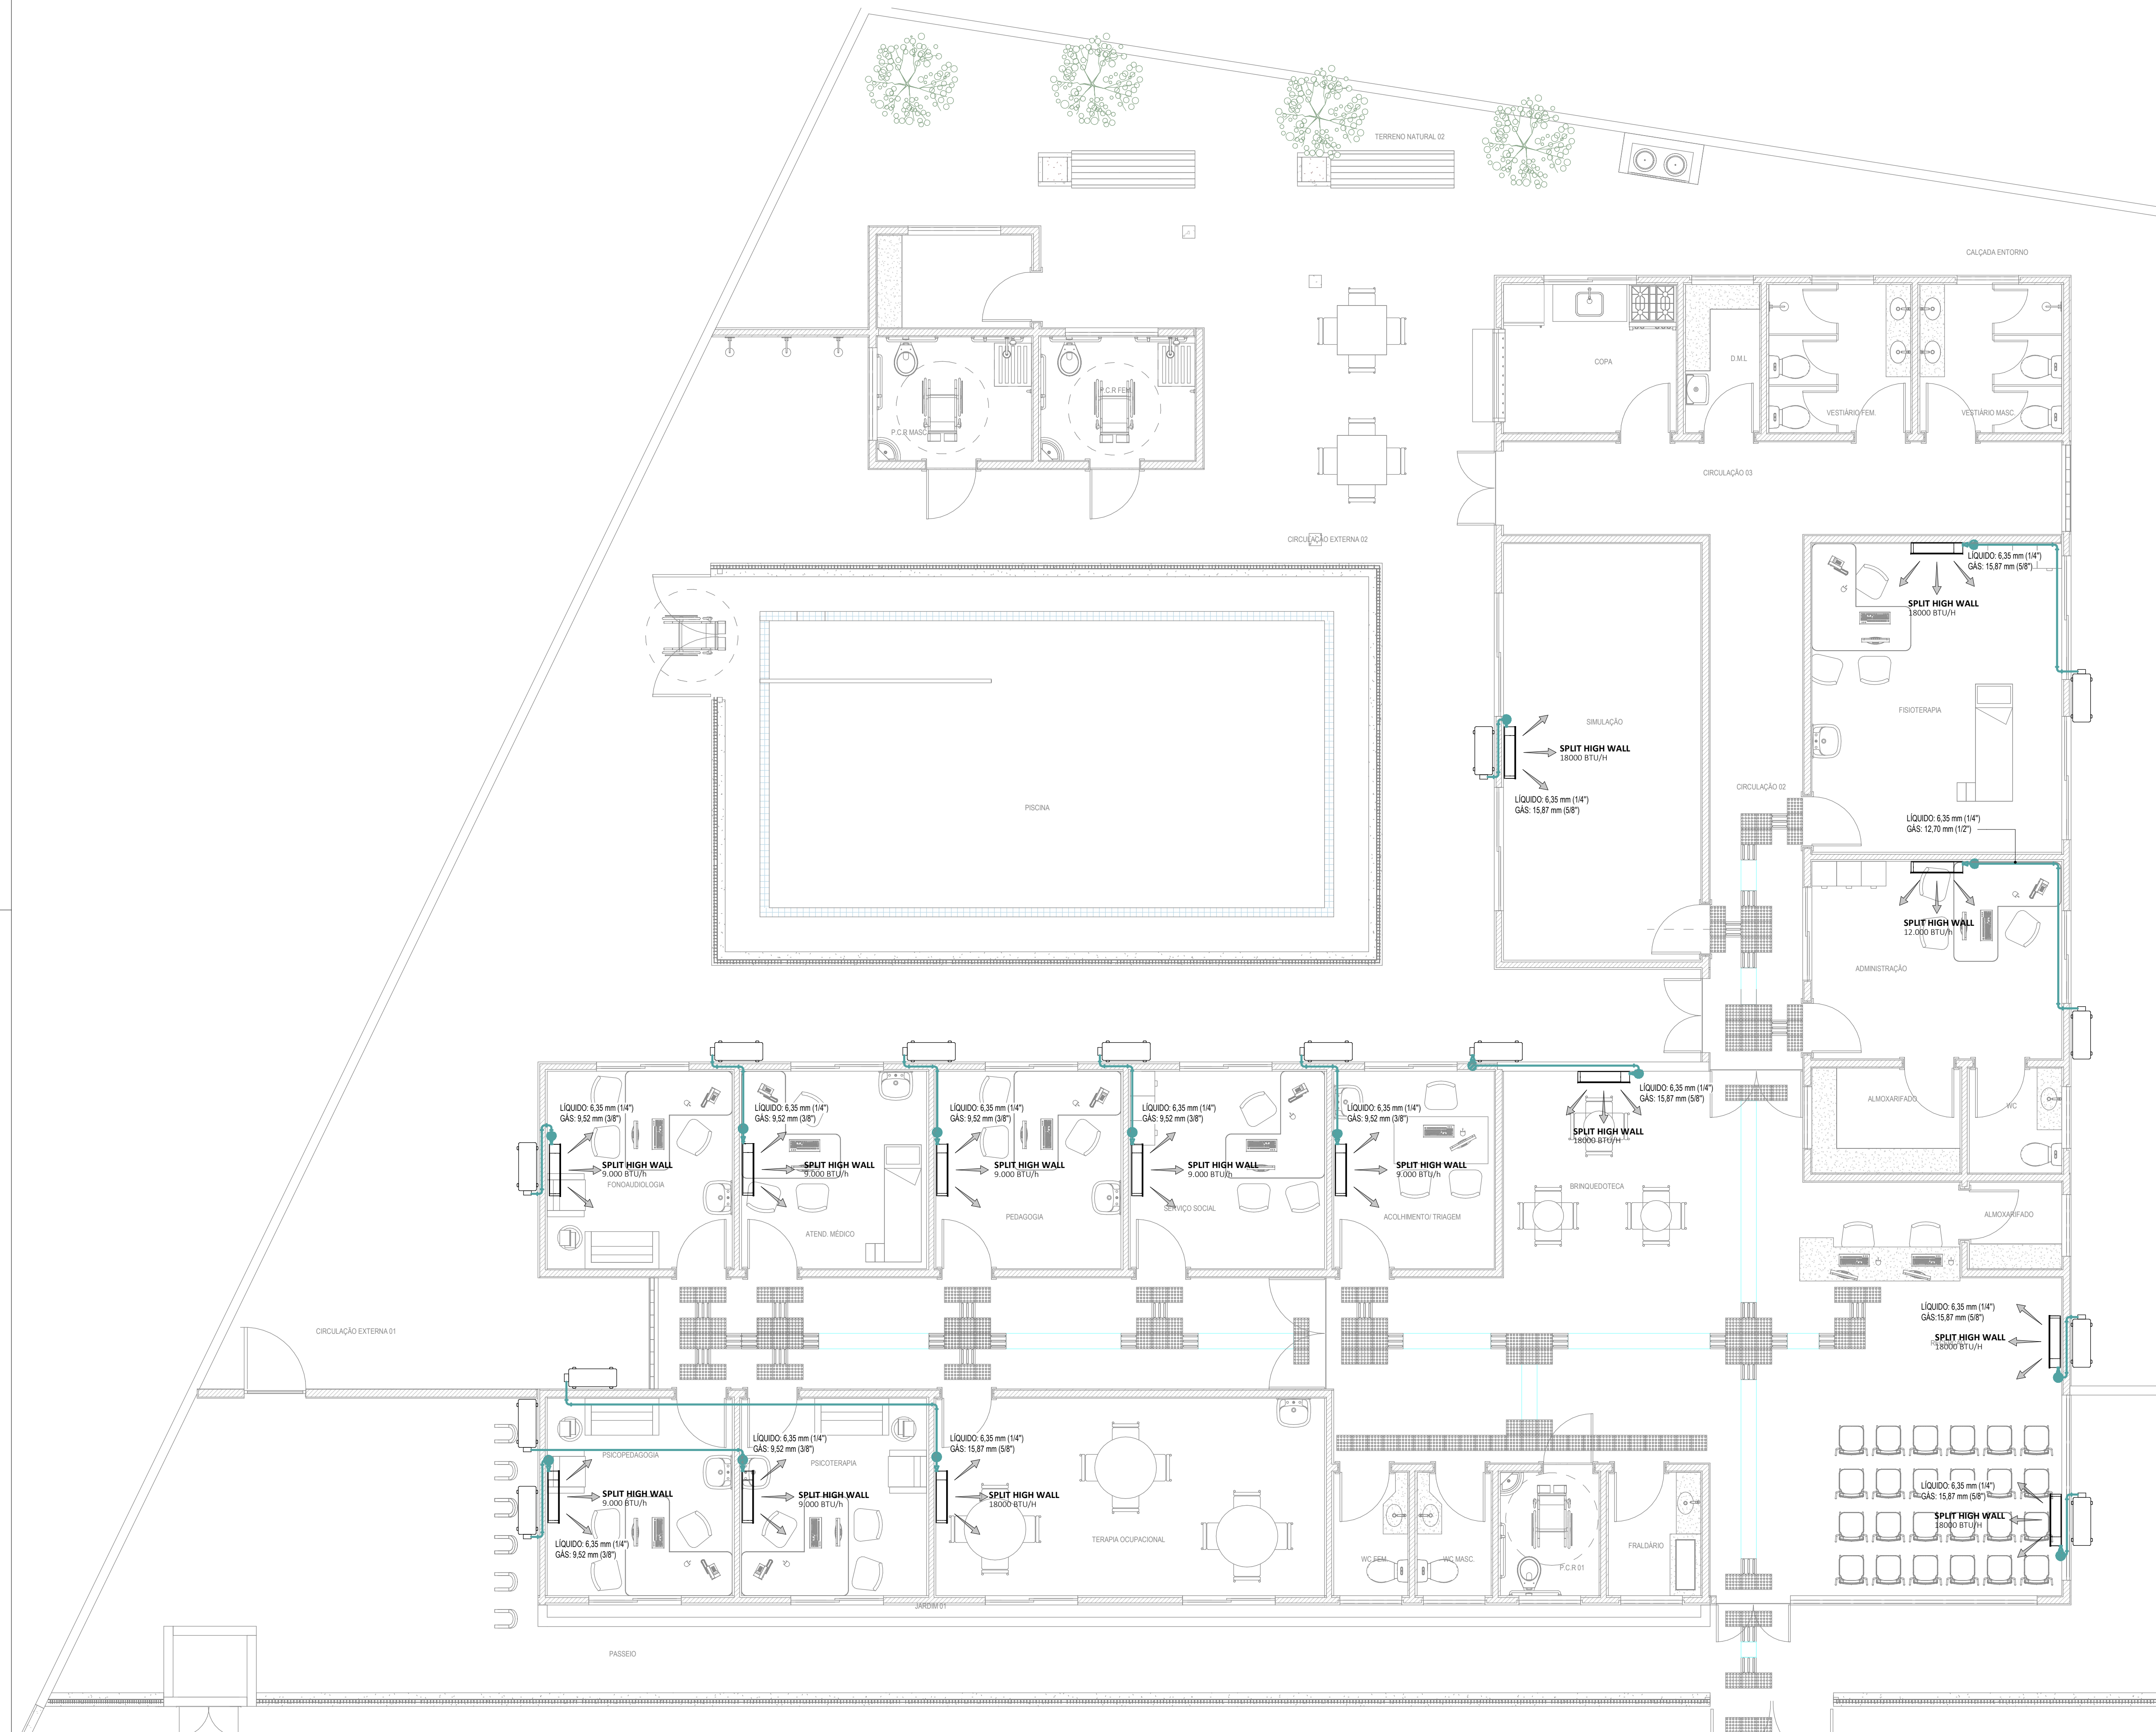 TERRENO NATURAL 02
CALÇADA ENTORNO
COPA
D.M.L
VESTIÁRIO FEM.
VESTIÁRIO MASC.
P.C.R FEM.
P.C.R MASC.
CIRCULAÇÃO 03
CIRCULAÇÃO EXTERNA 02
LÍQUIDO: 6,35 mm (1/4")
GÁS: 15,87 mm (5/8")
SPLIT HIGH WALL
18000 BTU/H
FISIOTERAPIA
SIMULAÇÃO
SPLIT HIGH WALL
18000 BTU/H
LÍQUIDO: 6,35 mm (1/4")
GÁS: 15,87 mm (5/8")
PISCINA
CIRCULAÇÃO 02
LÍQUIDO: 6,35 mm (1/4")
GÁS: 12,70 mm (1/2")
SPLIT HIGH WALL
12.000 BTU/h
ADMINISTRAÇÃO
LÍQUIDO: 6,35 mm (1/4")
GÁS: 9,52 mm (3/8")
SPLIT HIGH WALL
9.000 BTU/h
FONOAUDIOLOGIA
LÍQUIDO: 6,35 mm (1/4")
GÁS: 9,52 mm (3/8")
SPLIT HIGH WALL
9.000 BTU/h
ATEND. MÉDICO
LÍQUIDO: 6,35 mm (1/4")
GÁS: 9,52 mm (3/8")
SPLIT HIGH WALL
9.000 BTU/h
PEDAGOGIA
LÍQUIDO: 6,35 mm (1/4")
GÁS: 9,52 mm (3/8")
SPLIT HIGH WALL
9.000 BTU/h
SERVIÇO SOCIAL
LÍQUIDO: 6,35 mm (1/4")
GÁS: 9,52 mm (3/8")
SPLIT HIGH WALL
9.000 BTU/h
ACOLHIMENTO/ TRIAGEM
LÍQUIDO: 6,35 mm (1/4")
GÁS: 15,87 mm (5/8")
SPLIT HIGH WALL
18000 BTU/H
BRINQUEDOTECA
ALMOXARIFADO
WC
ALMOXARIFADO
LÍQUIDO: 6,35 mm (1/4")
GÁS:15,87 mm (5/8")
SPLIT HIGH WALL
18000 BTU/H
CIRCULAÇÃO EXTERNA 01
PSICOPEDAGOGIA
SPLIT HIGH WALL
9.000 BTU/h
LÍQUIDO: 6,35 mm (1/4")
GÁS: 9,52 mm (3/8")
LÍQUIDO: 6,35 mm (1/4")
GÁS: 9,52 mm (3/8")
PSICOTERAPIA
SPLIT HIGH WALL
9.000 BTU/h
LÍQUIDO: 6,35 mm (1/4")
GÁS: 15,87 mm (5/8")
SPLIT HIGH WALL
18000 BTU/H
TERAPIA OCUPACIONAL
WC FEM.
WC MASC.
P.C.R 01
FRALDÁRIO
LÍQUIDO: 6,35 mm (1/4")
GÁS: 15,87 mm (5/8")
SPLIT HIGH WALL
18000 BTU/H
JARDIM 01
PASSEIO